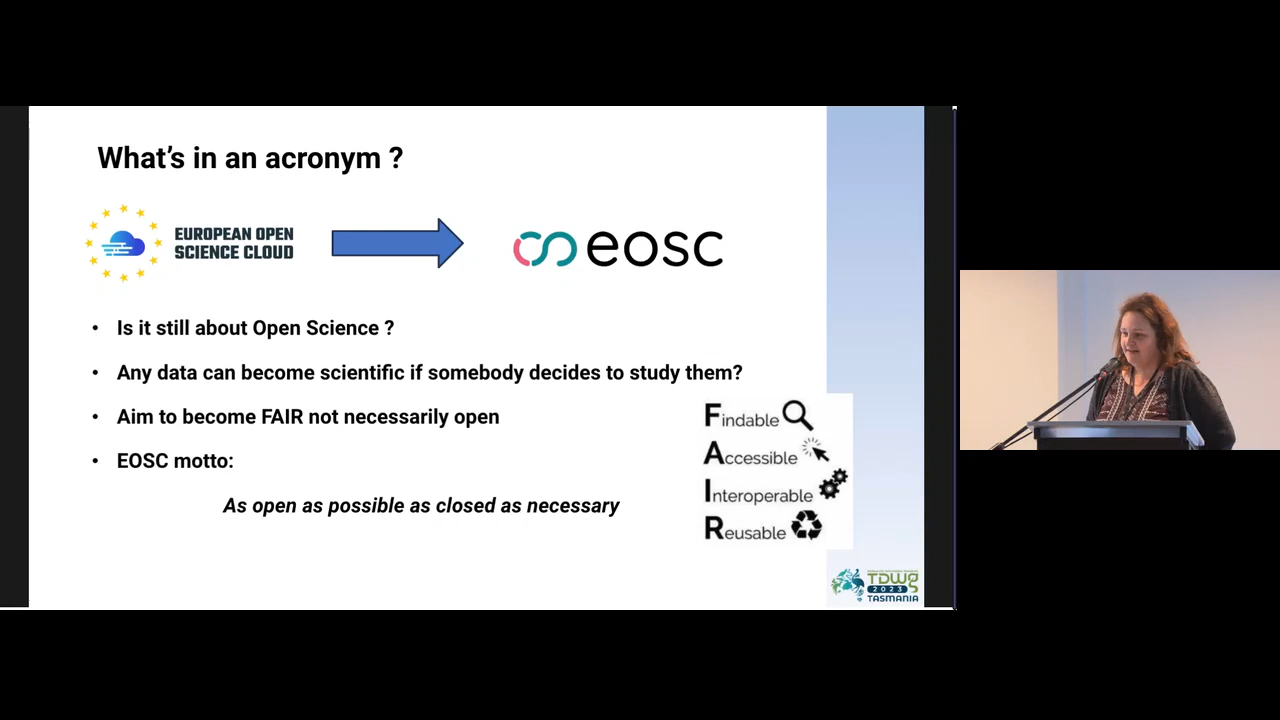 What's in an acronym ?
EUROPEAN OPEN
SCIENCE CLOUD
eosc
• Is it still about Open Science ?
• Any data can become scientific if somebody decides to study them?
• Aim to become FAIR not necessarily open
• EOSC motto:
As open as possible as closed as necessary
Findable
Accessible
Interoperable
Reusable
TDWG
2023
TASMANIA